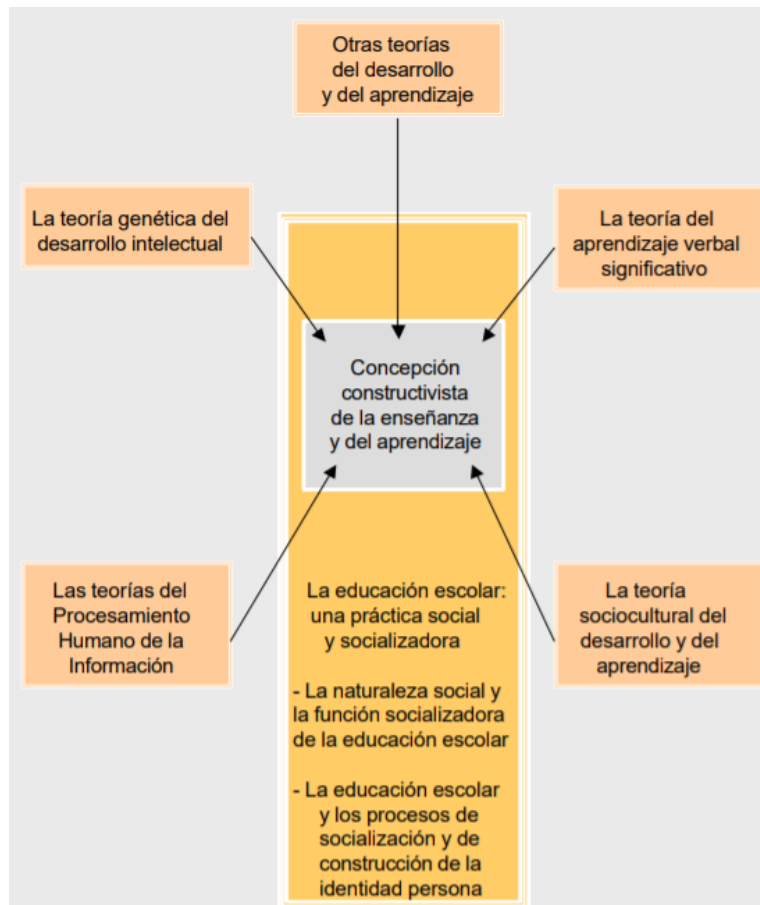 Otras teorías
del desarrollo
y del aprendizaje
La teoría genética del
desarrollo intelectual
La teoría del
aprendizaje verbal
significativo
Concepción
constructivista
de la enseñanza
y del aprendizaje
Las teorías del
Procesamiento
Humano de la
Información
La educación escolar:
una práctica social
y socializadora
- La naturaleza social y
la función socializadora
de la educación escolar
- La educación escolar
y los procesos de
socialización y de
construcción de la
identidad persona
La teoría
sociocultural del
desarrollo y del
aprendizaje